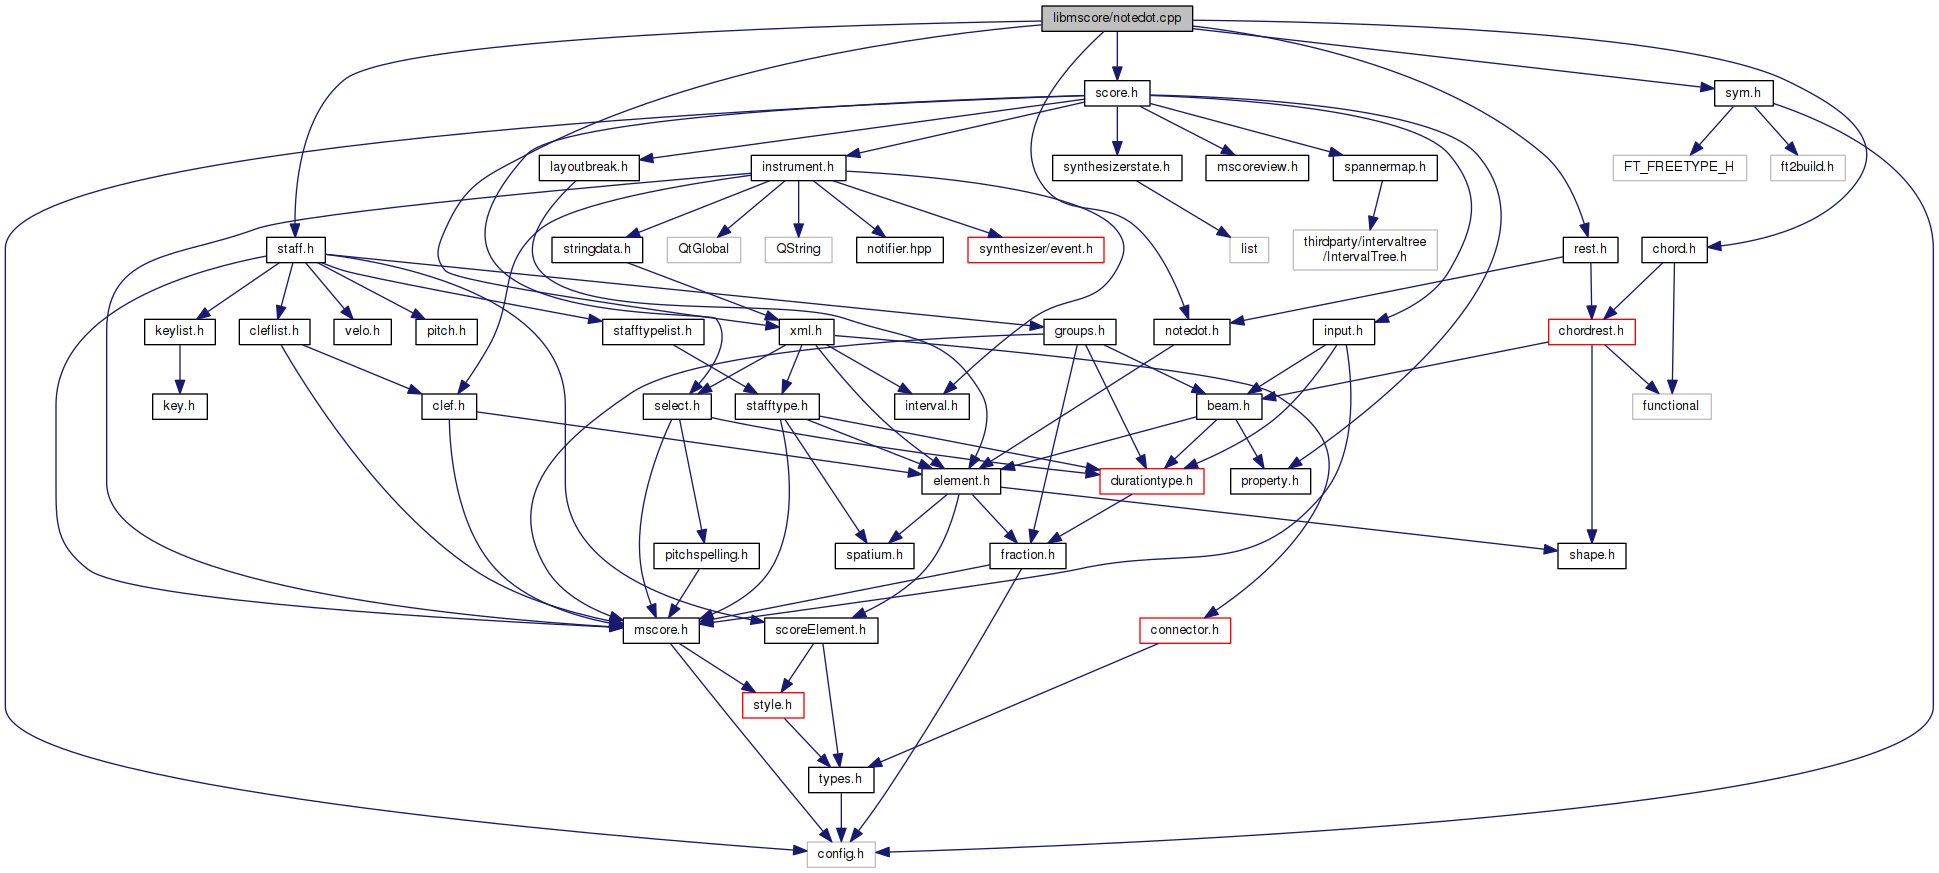 libmscore/notedot.cpp
score.h
sym.h
layoutbreak.h
instrument.h
synthesizerstate.h
mscoreview.h
spannermap.h
FT_FREETYPE_H
ft2build.h
staff.h
stringdata.h
QtGlobal
QString
notifier.hpp
synthesizer/event.h
list
thirdparty/intervaltree
/IntervalTree.h
rest.h
chord.h
keylist.h
cleflist.h
velo.h
pitch.h
stafftypelist.h
xml.h
groups.h
notedot.h
input.h
chordrest.h
key.h
clef.h
select.h
stafftype.h
interval.h
beam.h
functional
element.h
durationtype.h
property.h
pitchspelling.h
spatium.h
fraction.h
shape.h
mscore.h
scoreElement.h
connector.h
style.h
types.h
config.h